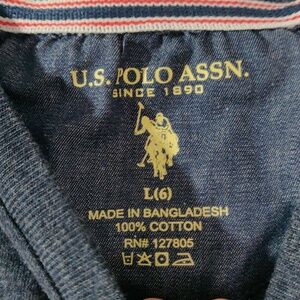 U.S. POLO ASSN.
SINCE 1890
L(6)
MADE IN BANGLADESH
100% COTTON
RN# 127805